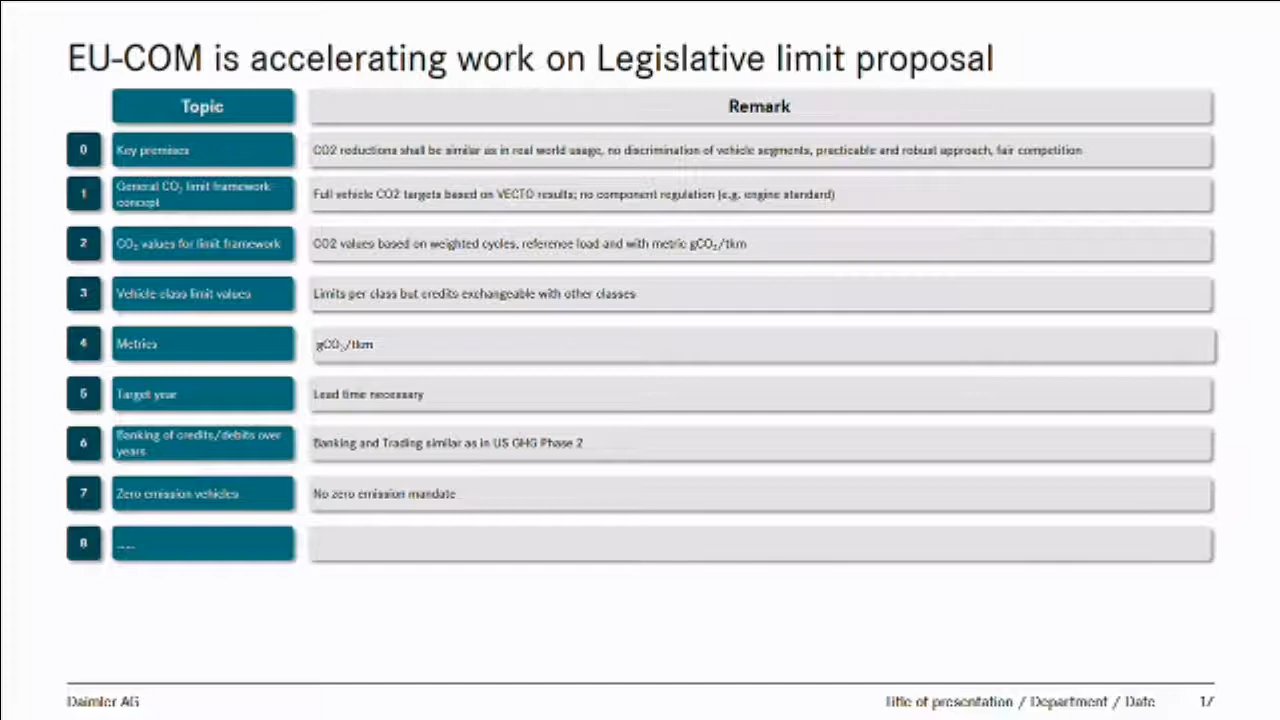 EU-COM is accelerating work on Legislative limit proposal
Topic
Remark
0
Key premises
CO2 reductions shall be similar as in real world usage, no discrimination of vehicle segments, practicable and robust approach, fair competition
1
General CO₂ limit framework
concept
Full vehicle CO2 targets based on VECTO results; no component regulation (e.g. engine standard)
2
CO₂ values for limit framework
CO2 values based on weighted cycles, reference load and with metric gCO₂/tkm
3
Vehicle class limit values
Limits per class but credits exchangeable with other classes
4
Metrics
gCO₂/tkm
5
Target year
Lead time necessary
6
Banking of credits/debits over
years
Banking and Trading similar as in US GHG Phase 2
7
Zero emission vehicles
No zero emission mandate
8
.....
Daimler AG
Title of presentation / Department / Date
17